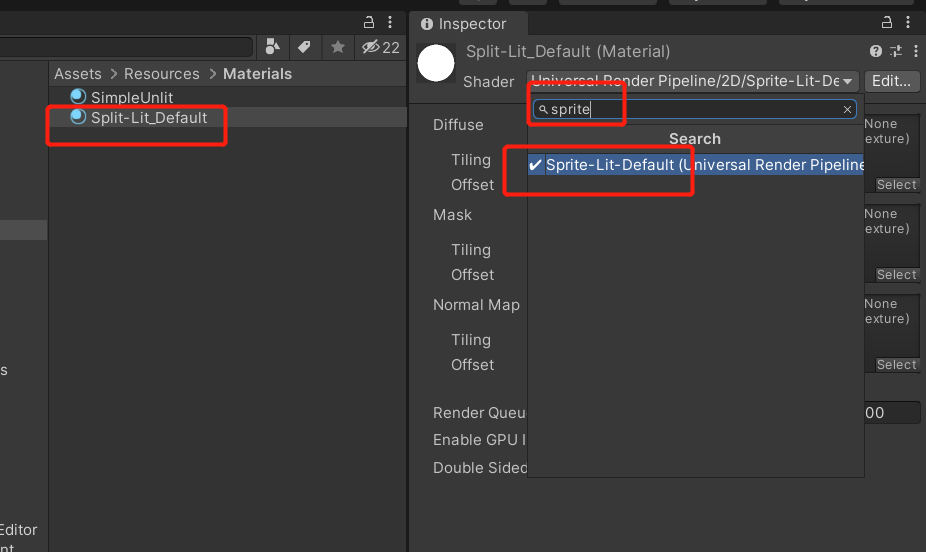 22
Assets > Resources > Materials
SimpleUnlit
Split-Lit_Default
s
Editor
nt
Inspector
Split-Lit_Default (Material)
Shader
Universal Render Pipeline/2D/Sprite-Lit-De
Edit...
sprite
Search
Sprite-Lit-Default (Universal Render Pipeline
Diffuse
None
exture)
Tiling
Offset
Select
Mask
None
exture)
Tiling
Offset
Select
Normal Map
None
exture)
Tiling
Offset
Select
Render Queu
00
Enable GPU I
Double Sided